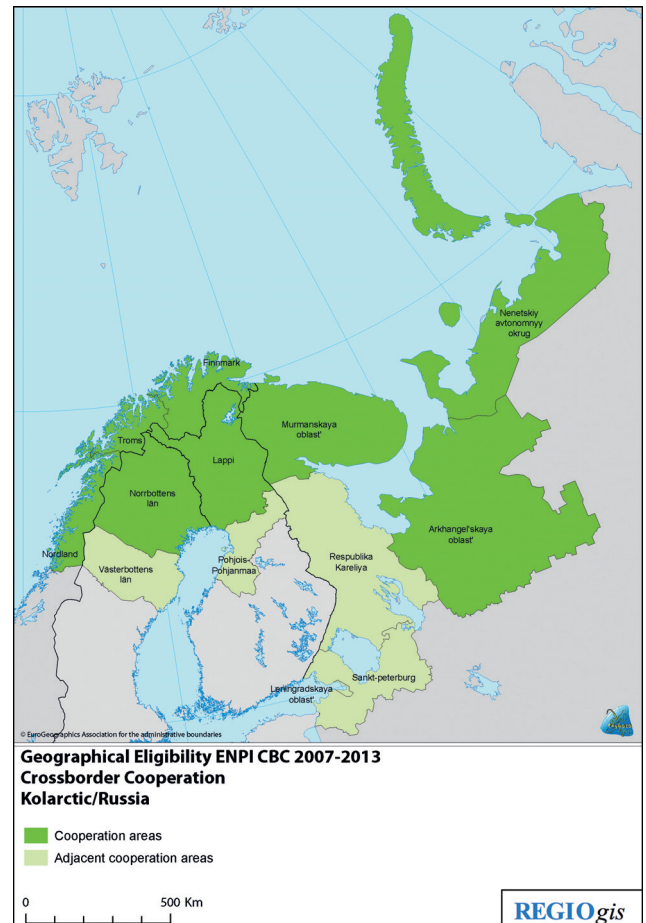 Nenetskiy
avtonomnyy
okrug
Finnmark
Murmanskaya
oblast'
Troms
Lappi
Norrbottens
län
Arkhangel'skaya
oblast'
Nordland
Västerbottens
län
Pohjois-
Pohjanmaa
Respublika
Kareliya
Sankt-peterburg
Leningradskaya
oblast'
© EuroGeographics Association for the administrative boundaries
Geographical Eligibility ENPI CBC 2007-2013
Crossborder Cooperation
Kolarctic/Russia
Cooperation areas
Adjacent cooperation areas
0 500 Km
REGIOgis